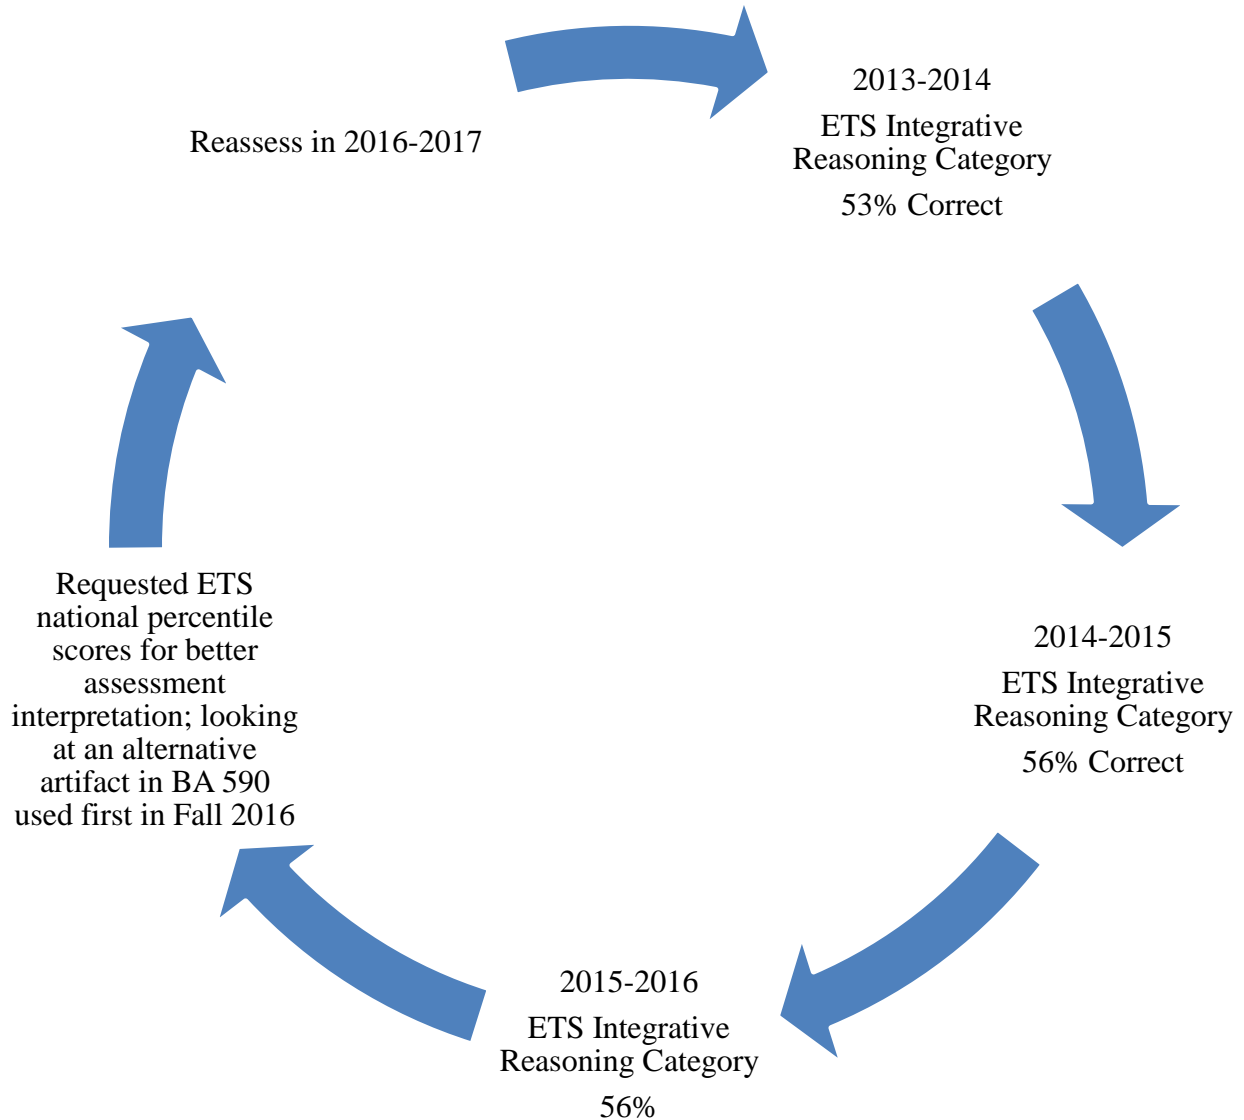 Reassess in 2016-2017
2013-2014
ETS Integrative
Reasoning Category
53% Correct
2014-2015
ETS Integrative
Reasoning Category
56% Correct
2015-2016
ETS Integrative
Reasoning Category
56%
Requested ETS
national percentile
scores for better
assessment
interpretation; looking
at an alternative
artifact in BA 590
used first in Fall 2016